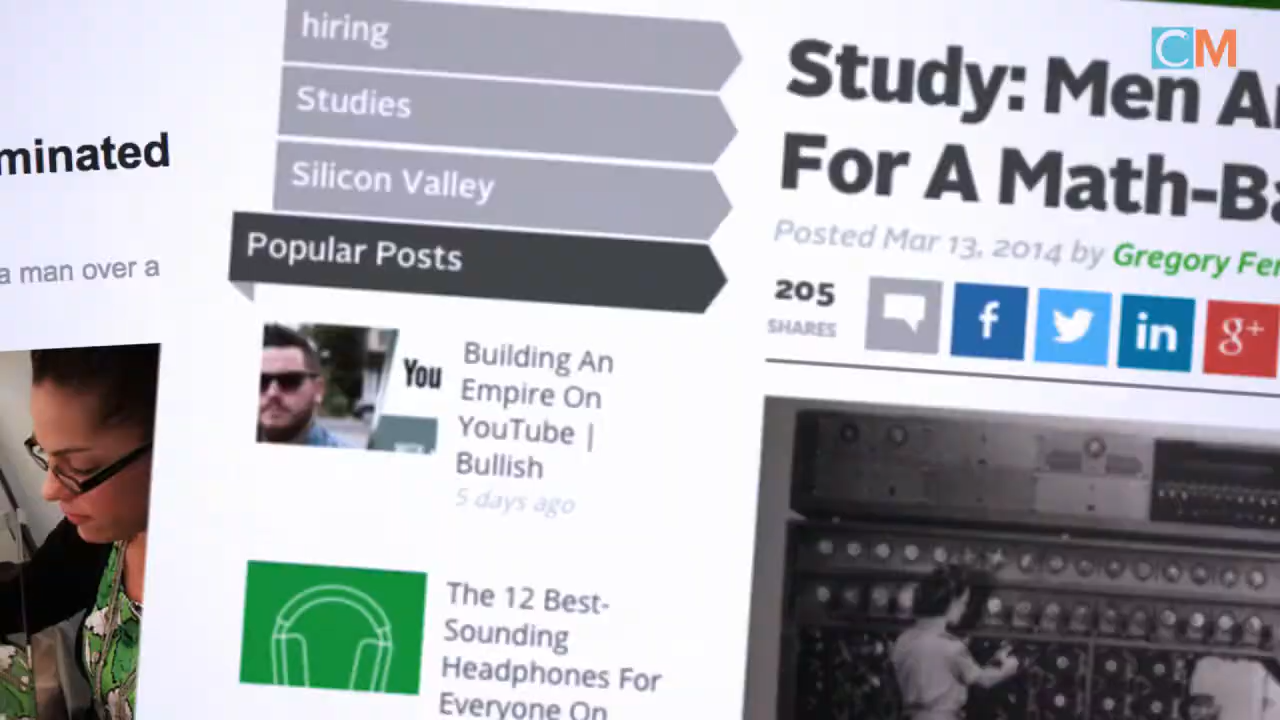 CM
minated
a man over a
hiring
Studies
Silicon Valley
Popular Posts
You
Building An
Empire On
YouTube |
Bullish
5 days ago
The 12 Best-
Sounding
Headphones For
Everyone On
Study: Men
For A Math-
Posted Mar 13, 2014 by Gregory
205
SHARES
f
in
g+